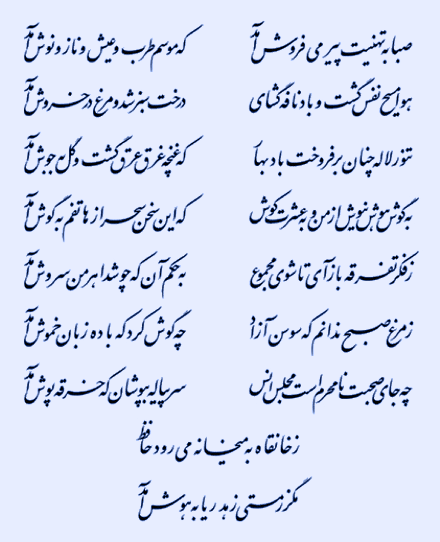 صبا به تهنیت پیر می فروش آمد که موسم طرب و عیش و ناز و نوش آمد
هوا مسیح نفس گشت و باد نافه گشای درخت سبز شد و مرغ در خروش آمد
تنور لاله چنان برفروخت باد بهار که غنچه غرق عرق گشت و گل به جوش آمد
به گوش هوش نیوش از من و به عشرت کوش که این سخن سحر از هاتفم به گوش آمد
ز فکر تفرقه باز آی تا شوی مجموع به حکم آن که چو شد اهرمن سروش آمد
ز مرغ صبح ندانم که سوسن آزاد چه گوش کرد که با ده زبان خموش آمد
چه جای صحبت نامحرم است مجلس انس سر پیاله بپوشان که خرقه پوش آمد
ز خانقاه به میخانه می رود حافظ
مگر ز مستی زهد ریا به هوش آمد